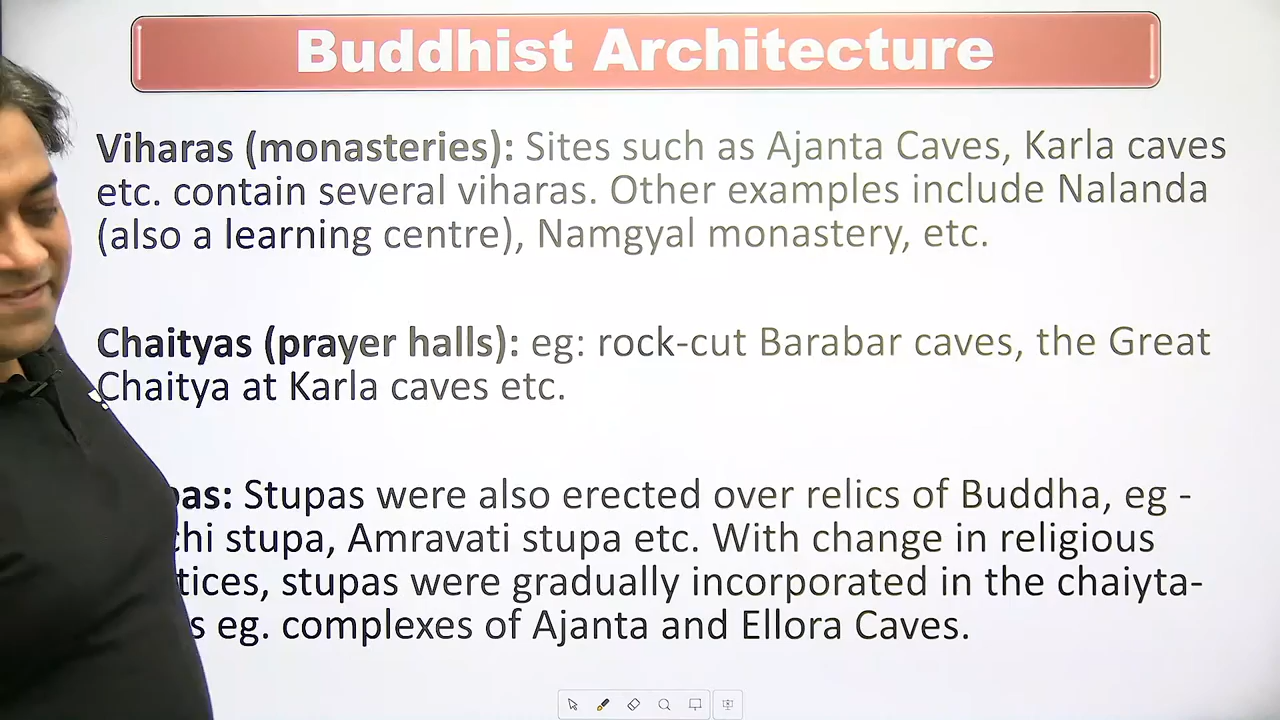 Buddhist Architecture
Viharas (monasteries): Sites such as Ajanta Caves, Karla caves
etc. contain several viharas. Other examples include Nalanda
(also a learning centre), Namgyal monastery, etc.
Chaityas (prayer halls): eg: rock-cut Barabar caves, the Great
Chaitya at Karla caves etc.
Stupas were also erected over relics of Buddha, eg -
stupa, Amravati stupa etc. With change in religious
stupas were gradually incorporated in the chaiyta-
eg. complexes of Ajanta and Ellora Caves.